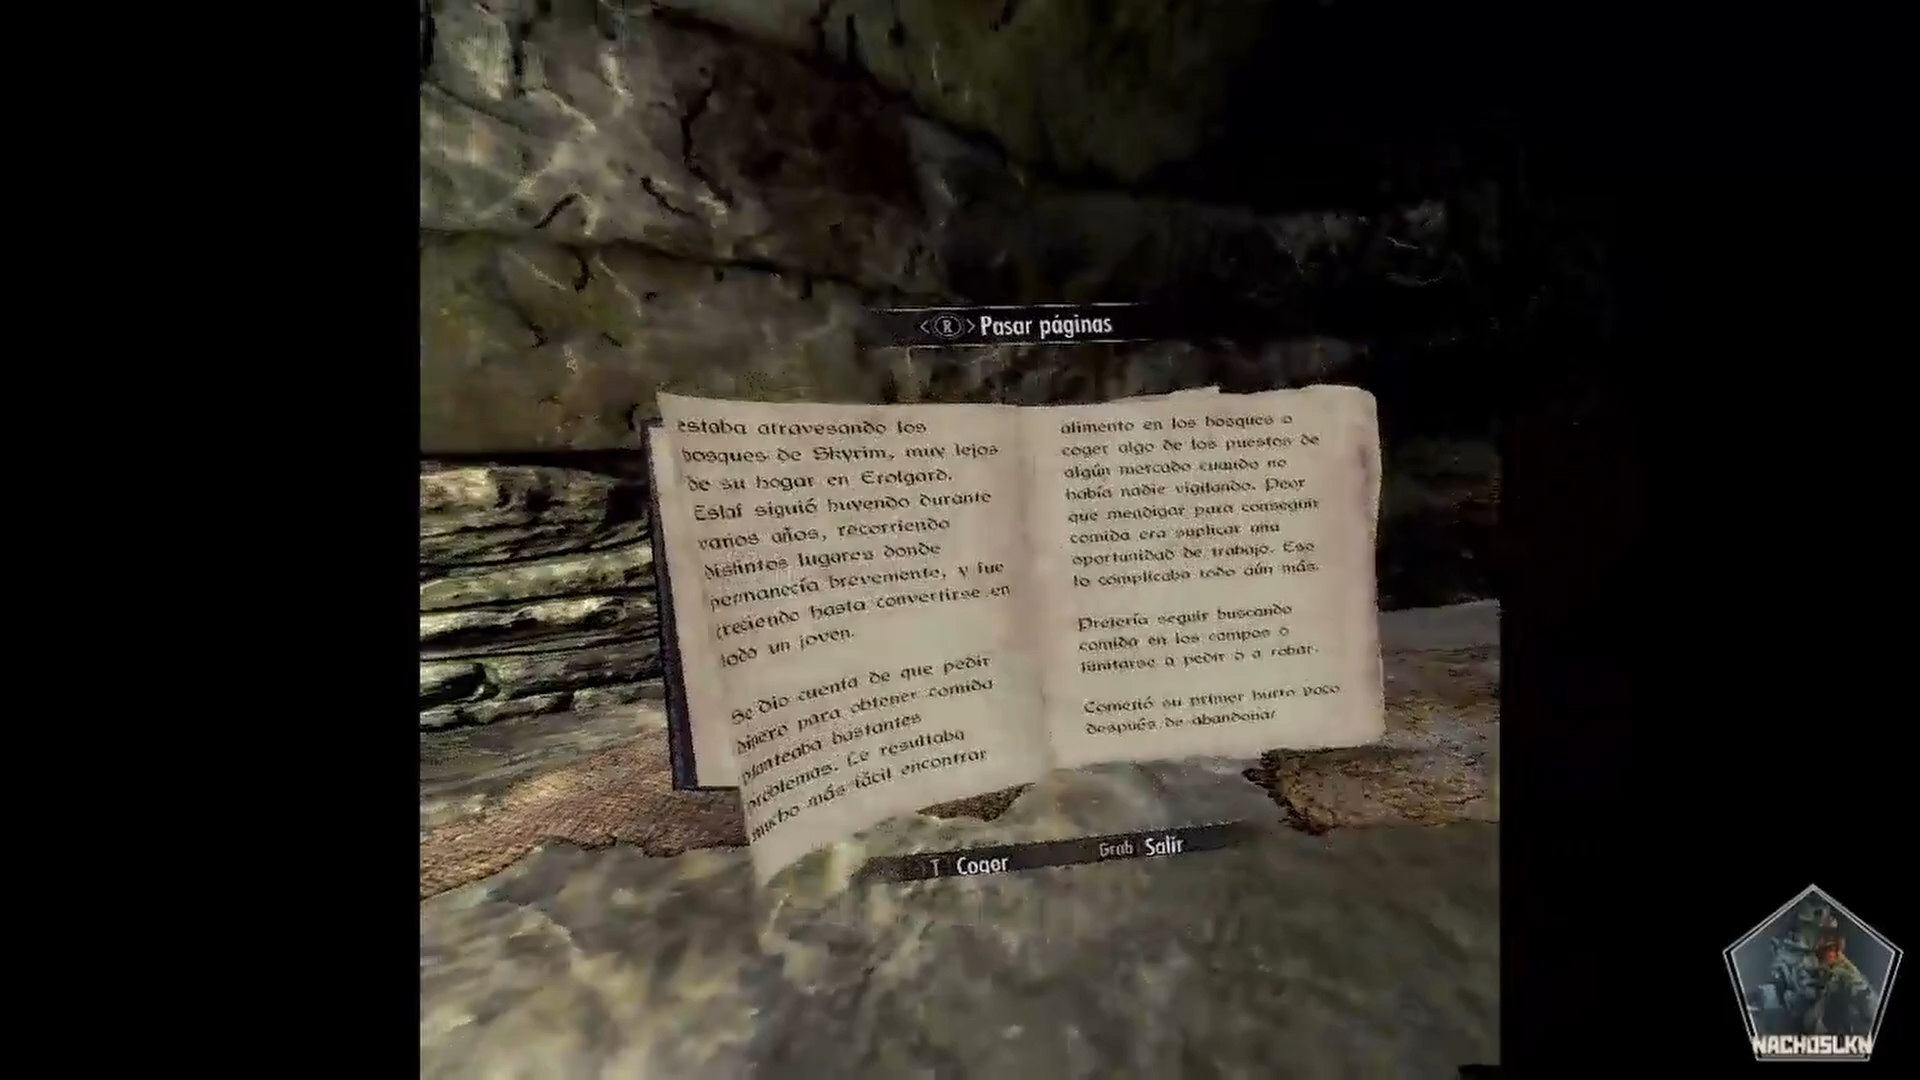 <R> Pasar páginas
estaba atravesando los
bosques de Skyrim, muy lejos
de su hogar en Erolgard.
Eslaf siguió huyendo durante
varios años, recorriendo
distintos lugares donde
permanecía brevemente, y fue
creciendo hasta convertirse en
todo un joven.
Se dio cuenta de que pedir
dinero para obtener comida
planteaba bastantes
problemas. Le resultaba
mucho más fácil encontrar
alimento en los bosques o
coger algo de los puestos de
algún mercado cuando no
había nadie vigilando. Peor
que mendigar para conseguir
comida era suplicar una
oportunidad de trabajo. Eso
lo complicaba todo aún más.
Prefería seguir buscando
comida en los campos o
limitarse a pedir o a robar.
Cometió su primer hurto poco
después de abandonar
T Coger
Grab Salir
NACHOSLKN